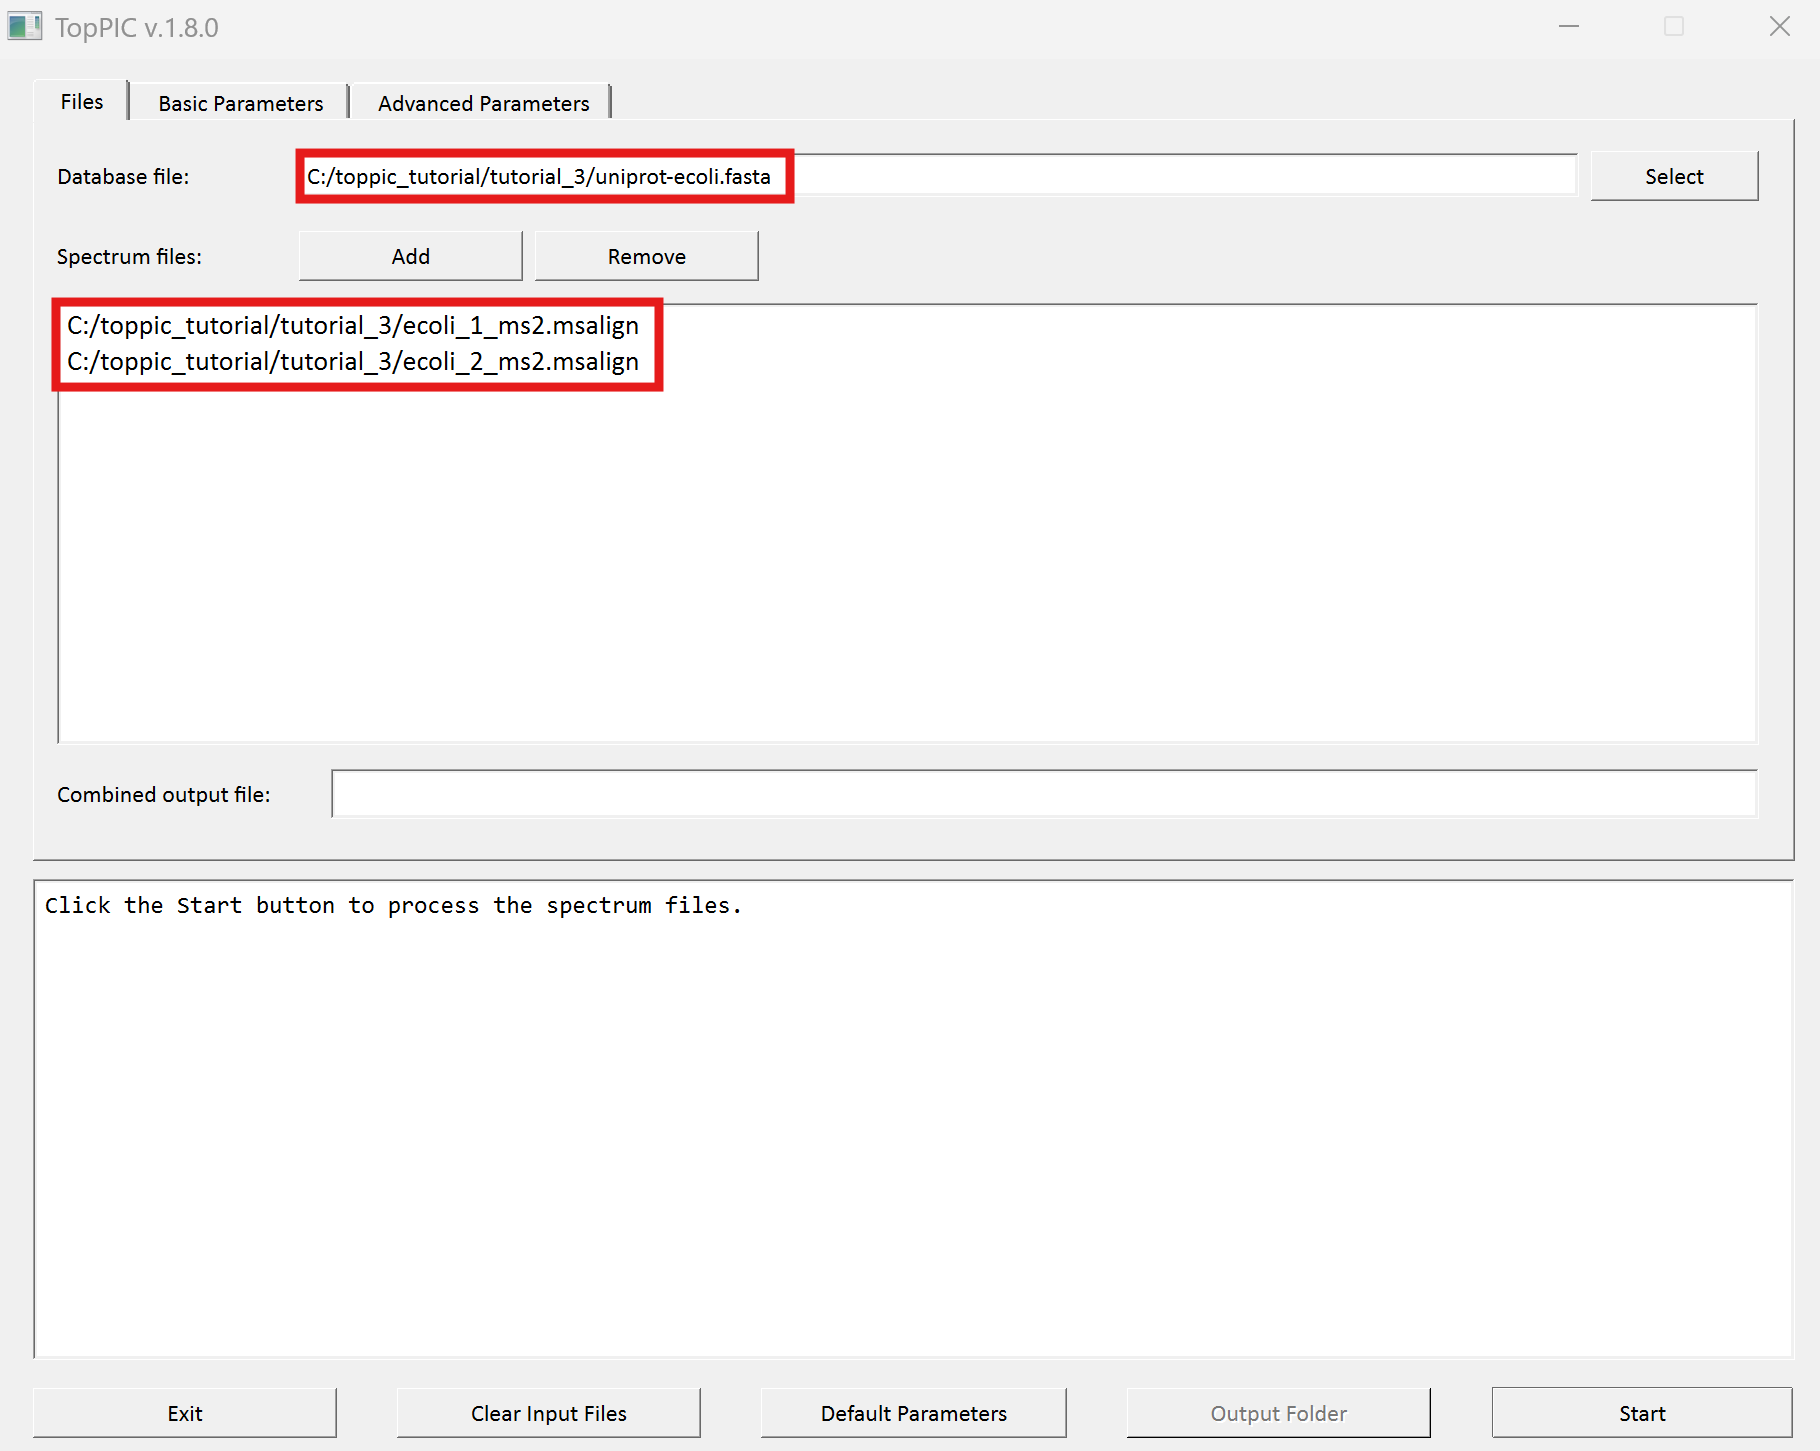 TopPIC v.1.8.0
Files Basic Parameters Advanced Parameters
Database file: C:/toppic_tutorial/tutorial_3/uniprot-ecoli.fasta Select
Spectrum files: Add Remove
C:/toppic_tutorial/tutorial_3/ecoli_1_ms2.msalign
C:/toppic_tutorial/tutorial_3/ecoli_2_ms2.msalign
Combined output file:
Click the Start button to process the spectrum files.
Exit Clear Input Files Default Parameters Output Folder Start